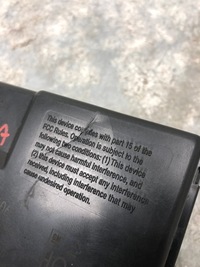 This device complies with part 15 of the
FCC Rules. Operation is subject to the
following two conditions: (1) This device
may not cause harmful interference, and
(2) this device must accept any interference
received, including interference that may
cause undesired operation.
A